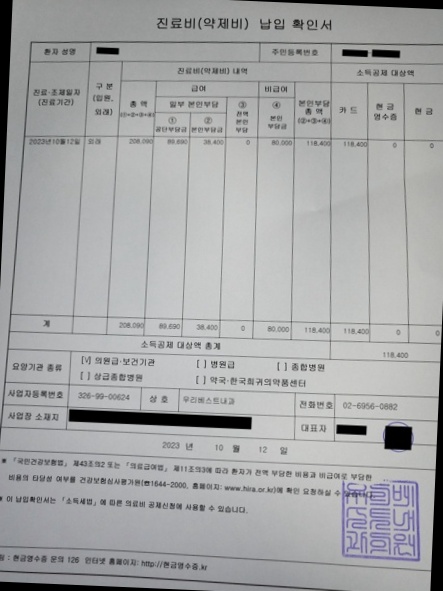 진료비(약제비) 납입 확인서
환자 성명
주민등록번호
진료·조제일자
(진료기간)
구 분
(입원,
외래)
진료비(약제비) 내역
소득공제 대상액
총 액
(①+②+③+④)
급여
비급여
본인부담
총 액
(②+③+④)
카 드
현 금
영수증
현 금
일부 본인부담
③
전액
본인
부담
④
본인
부담금
①
공단부담금
②
본인부담금
2023년10월12일 외래 208,090 89,690 38,400 0 80,000 118,400 118,400 0 0
계 208,090 89,690 38,400 0 80,000 118,400 118,400 0 0
소득공제 대상액 총계 118,400
요양기관 종류
[√] 의원급·보건기관 [ ] 병원급 [ ] 종합병원
[ ] 상급종합병원 [ ] 약국·한국희귀의약품센터
사업자등록번호 326-99-00624 상 호 우리베스트내과 전화번호 02-6956-0882
사업장 소재지 대표자
2023 년 10 월 12 일
* 「국민건강보험법」 제43조의2 또는 「의료급여법」 제11조의3에 따라 환자가 전액 부담한 비용과 비급여로 부담한
비용의 타당성 여부를 건강보험심사평가원(☎1644-2000, 홈페이지: www.hira.or.kr)에 확인 요청하실 수 있습니다.
* 이 납입확인서는 「소득세법」에 따른 의료비 공제신청에 사용할 수 있습니다.
: 현금영수증 문의 126 인터넷 홈페이지: http://현금영수증.kr